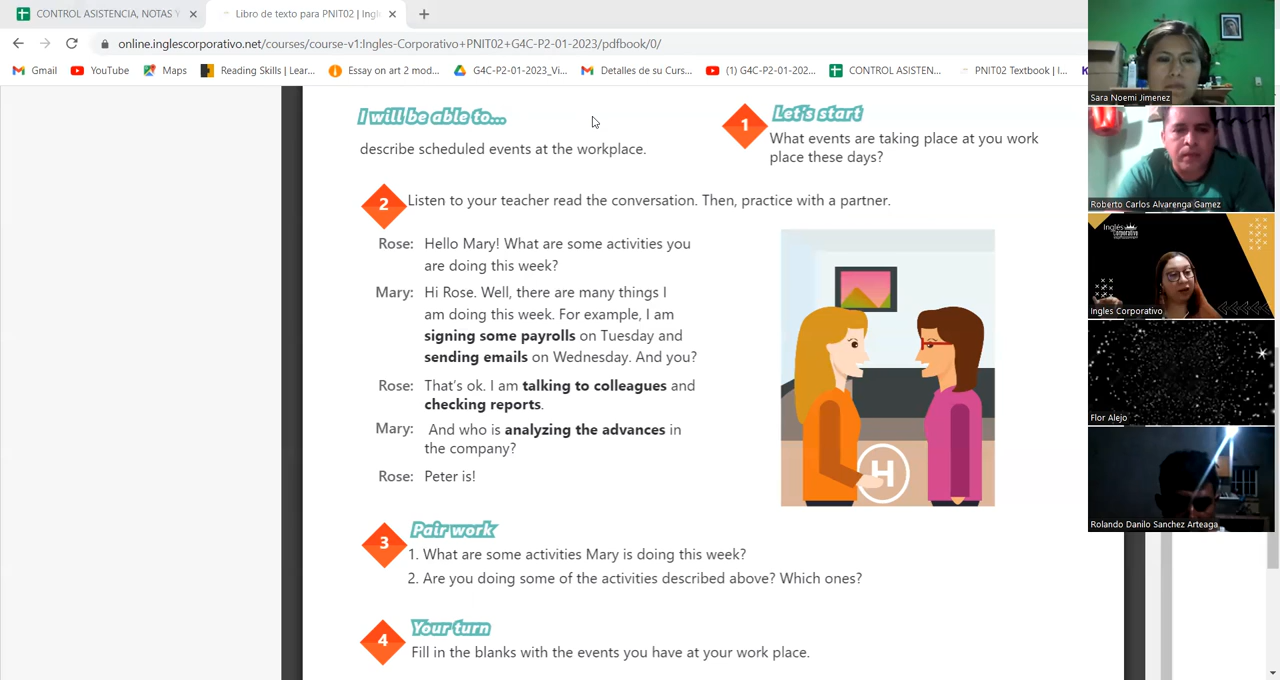 CONTROL ASISTENCIA, NOTAS Y
Libro de texto para PNIT02 | Ingl
online.inglescorporativo.net/courses/course-v1:Ingles-Corporativo+PNIT02+G4C-P2-01-2023/pdfbook/0/
Gmail
YouTube
Maps
Reading Skills | Lear...
Essay on art 2 mod...
G4C-P2-01-2023_Vi...
Detalles de su Curs...
(1) G4C-P2-01-202...
CONTROL ASISTEN...
PNIT02 Textbook | I...
I will be able to...
describe scheduled events at the workplace.
1
Let's start
What events are taking place at you work
place these days?
2
Listen to your teacher read the conversation. Then, practice with a partner.
Rose: Hello Mary! What are some activities you
are doing this week?
Mary: Hi Rose. Well, there are many things I
am doing this week. For example, I am
signing some payrolls on Tuesday and
sending emails on Wednesday. And you?
Rose: That's ok. I am talking to colleagues and
checking reports.
Mary: And who is analyzing the advances in
the company?
Rose: Peter is!
H
3
Pair work
1. What are some activities Mary is doing this week?
2. Are you doing some of the activities described above? Which ones?
4
Your turn
Fill in the blanks with the events you have at your work place.
Sara Noemi Jimenez
Roberto Carlos Alvarenga Gamez
Inglés
Corporativo
Ingles Corporativo
Flor Alejo
Rolando Danilo Sanchez Arteaga